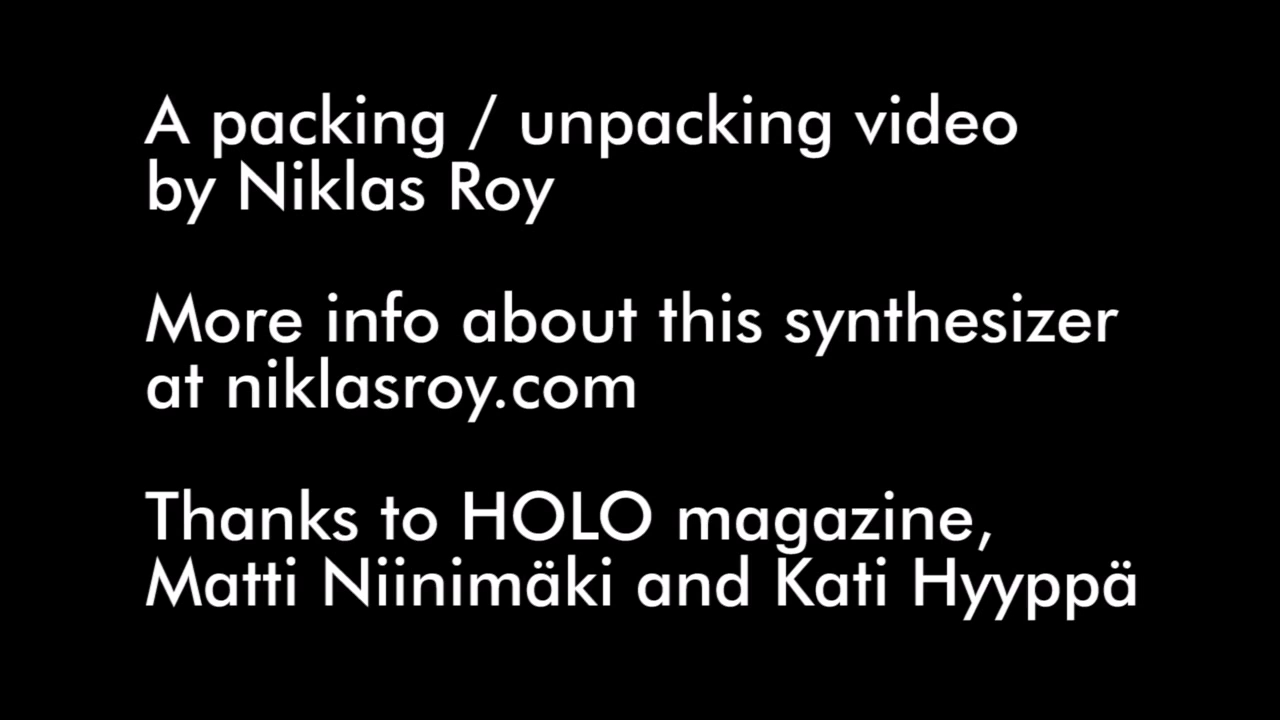 A packing / unpacking video
by Niklas Roy
More info about this synthesizer
at niklasroy.com
Thanks to HOLO magazine,
Matti Niinimäki and Kati Hyyppä